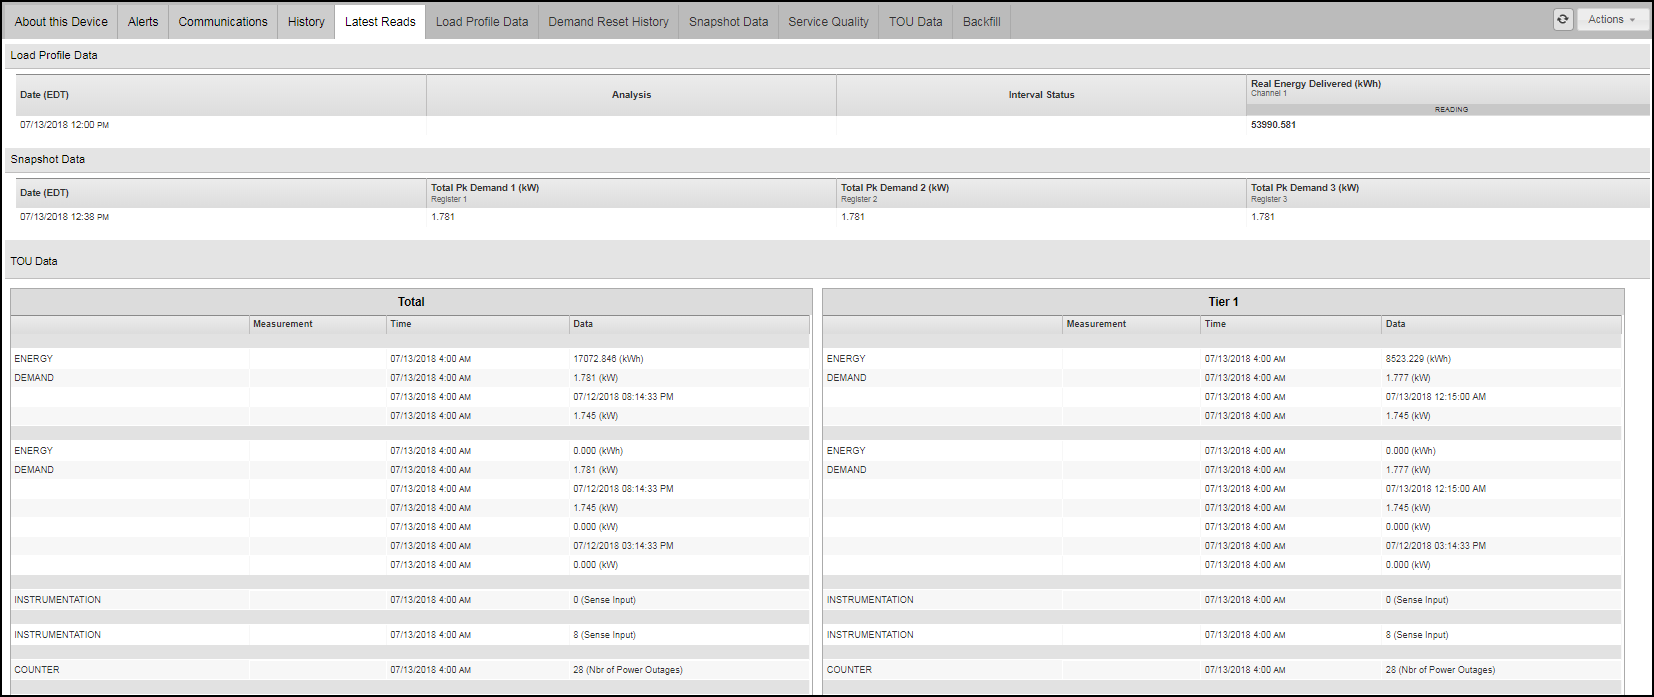 About this Device Alerts Communications History Latest Reads Load Profile Data Demand Reset History Snapshot Data Service Quality TOU Data Backfill Actions
Load Profile Data
Date (EDT) Analysis Interval Status Real Energy Delivered (kWh)
Channel 1
READING
07/13/2018 12:00 PM 53990.581
Snapshot Data
Date (EDT) Total Pk Demand 1 (kW) Total Pk Demand 2 (kW) Total Pk Demand 3 (kW)
Register 1 Register 2 Register 3
07/13/2018 12:38 PM 1.781 1.781 1.781
TOU Data
Total
Measurement Time Data
ENERGY 07/13/2018 4:00 AM 17072.846 (kWh)
DEMAND 07/13/2018 4:00 AM 1.781 (kW)
07/13/2018 4:00 AM 07/12/2018 08:14:33 PM
07/13/2018 4:00 AM 1.745 (kW)
ENERGY 07/13/2018 4:00 AM 0.000 (kWh)
DEMAND 07/13/2018 4:00 AM 1.781 (kW)
07/13/2018 4:00 AM 07/12/2018 08:14:33 PM
07/13/2018 4:00 AM 1.745 (kW)
07/13/2018 4:00 AM 0.000 (kW)
07/13/2018 4:00 AM 07/12/2018 03:14:33 PM
07/13/2018 4:00 AM 0.000 (kW)
INSTRUMENTATION 07/13/2018 4:00 AM 0 (Sense Input)
INSTRUMENTATION 07/13/2018 4:00 AM 8 (Sense Input)
COUNTER 07/13/2018 4:00 AM 28 (Nbr of Power Outages)
Tier 1
Measurement Time Data
ENERGY 07/13/2018 4:00 AM 8523.229 (kWh)
DEMAND 07/13/2018 4:00 AM 1.777 (kW)
07/13/2018 4:00 AM 07/13/2018 12:15:00 AM
07/13/2018 4:00 AM 1.745 (kW)
ENERGY 07/13/2018 4:00 AM 0.000 (kWh)
DEMAND 07/13/2018 4:00 AM 1.777 (kW)
07/13/2018 4:00 AM 07/13/2018 12:15:00 AM
07/13/2018 4:00 AM 1.745 (kW)
07/13/2018 4:00 AM 0.000 (kW)
07/13/2018 4:00 AM 07/12/2018 03:14:33 PM
07/13/2018 4:00 AM 0.000 (kW)
INSTRUMENTATION 07/13/2018 4:00 AM 0 (Sense Input)
INSTRUMENTATION 07/13/2018 4:00 AM 8 (Sense Input)
COUNTER 07/13/2018 4:00 AM 28 (Nbr of Power Outages)